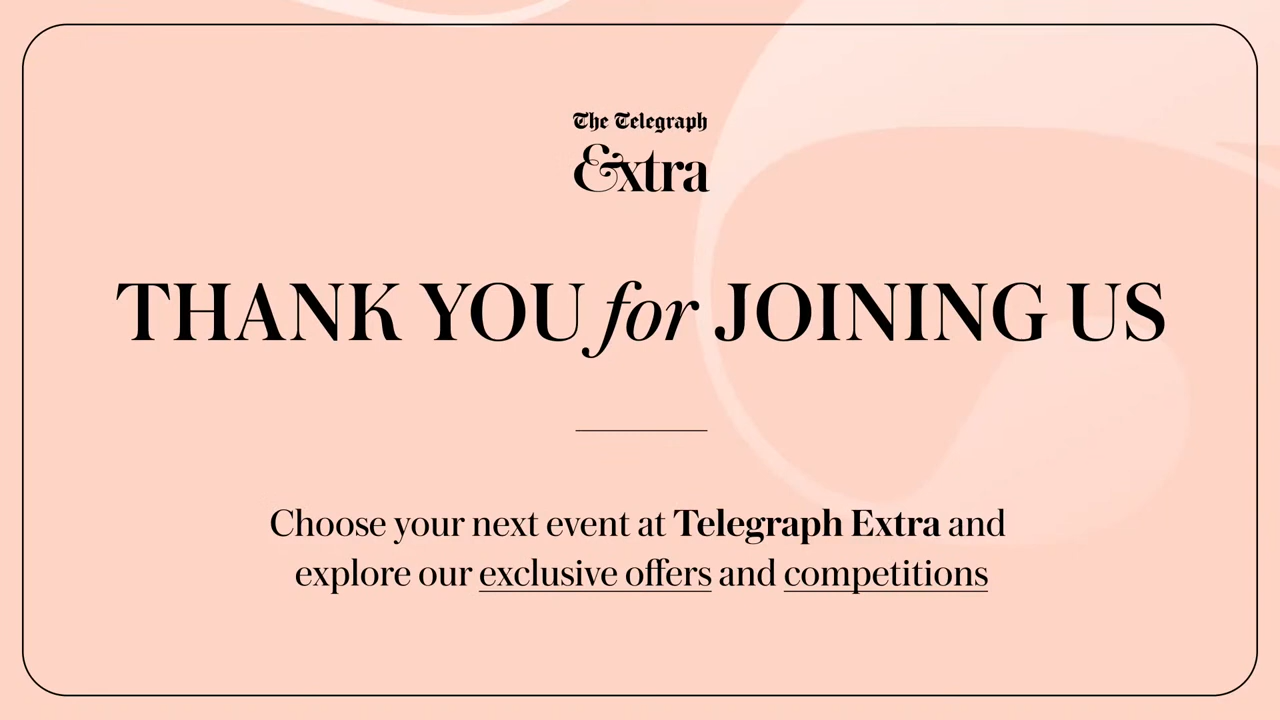 The Telegraph
Extra
THANK YOU for JOINING US
Choose your next event at Telegraph Extra and
explore our exclusive offers and competitions